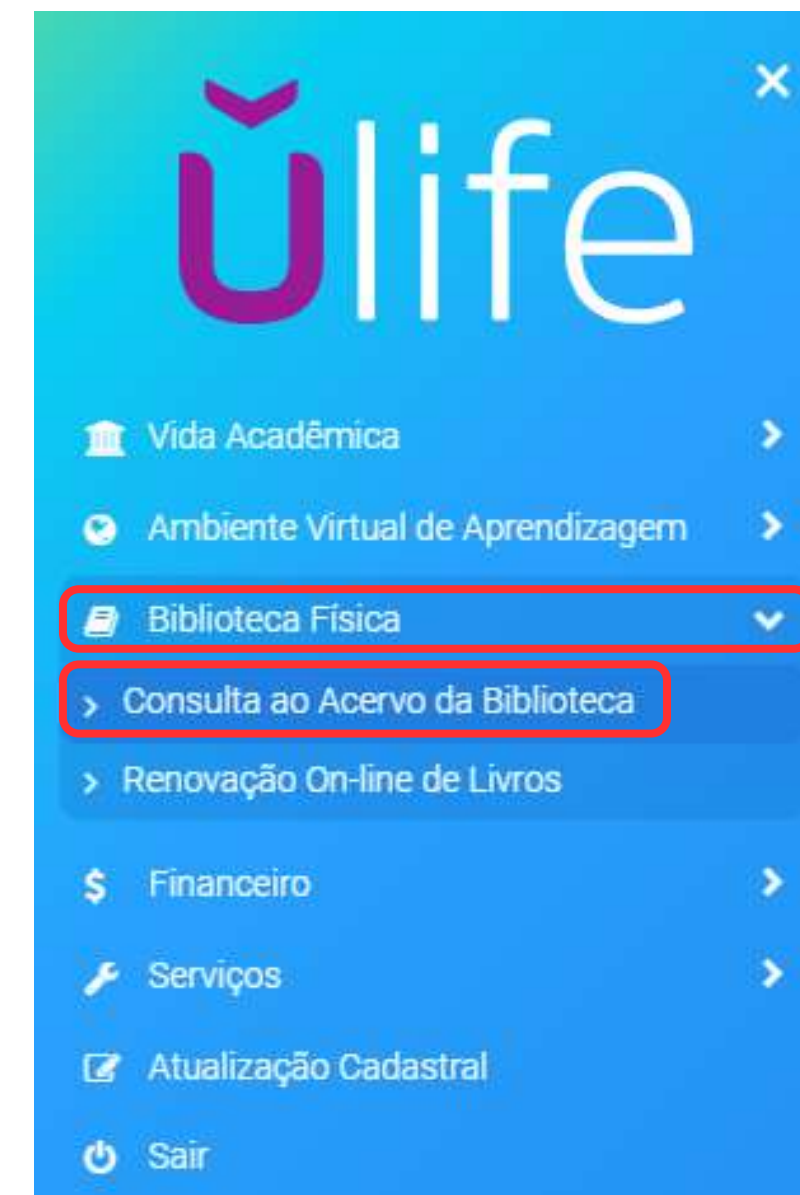 ŭlife
Vida Acadêmica
Ambiente Virtual de Aprendizagem
Biblioteca Física
Consulta ao Acervo da Biblioteca
Renovação On-line de Livros
Financeiro
Serviços
Atualização Cadastral
Sair